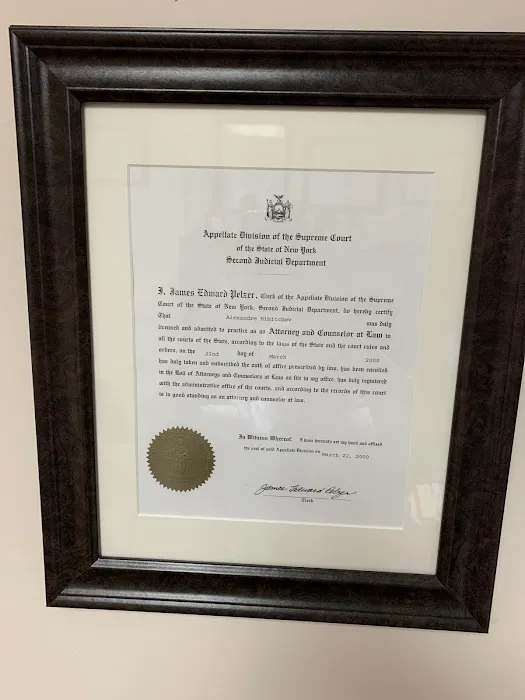 Appellate Division of the Supreme Court
of the State of New York
Second Judicial Department
I, James Edward Pelzer, Clerk of the Appellate Division of the Supreme
Court of the State of New York, Second Judicial Department, do hereby certify
That Alexandre Bibitchev was duly
licensed and admitted to practice as an Attorney and Counselor at Law in
all the courts of the State, according to the laws of the State and the court rules and
orders, on the 22nd day of March 2000
has duly taken and subscribed the oath of office prescribed by law, has been enrolled
in the Roll of Attorneys and Counselors at Law on file in my office, has duly registered
with the administrative office of the courts, and according to the records of this court
is in good standing as an attorney and counselor at law.
In Witness Whereof, I have hereunto set my hand and affixed
the seal of said Appellate Division on March 22, 2000
James Edward Pelzer
Clerk